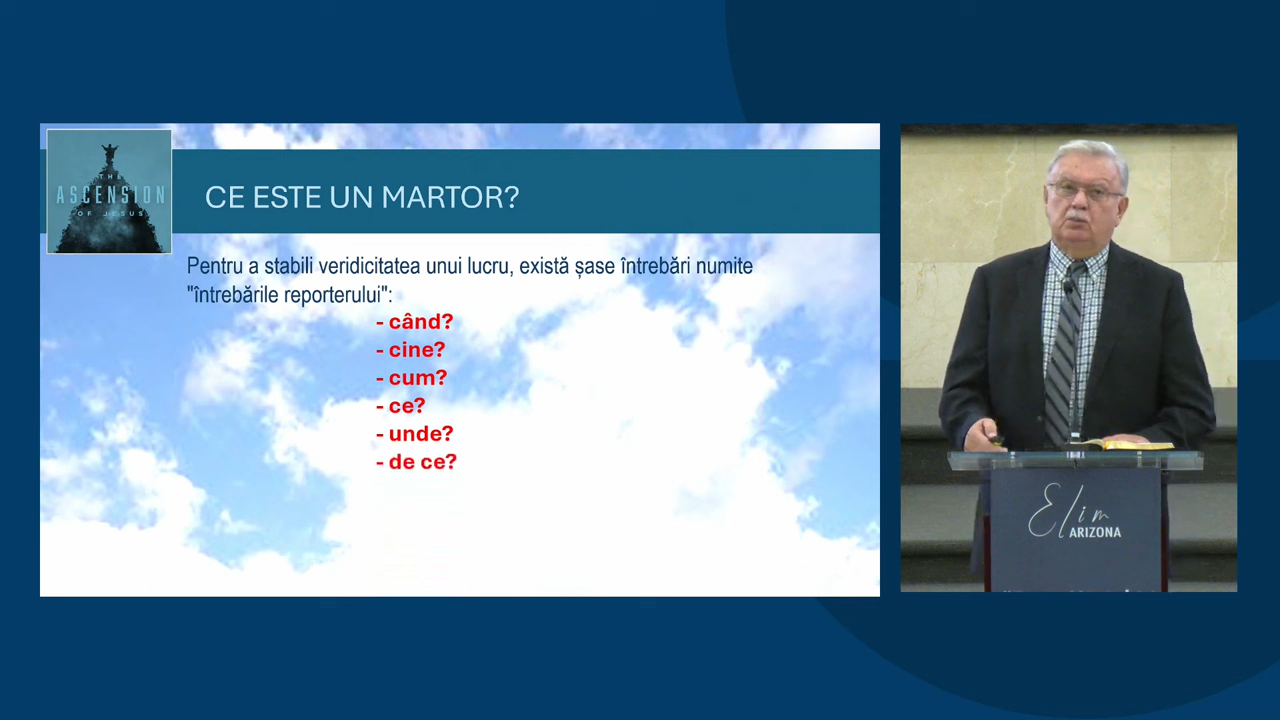 THE
ASCENSION
OF JESUS
CE ESTE UN MARTOR?
Pentru a stabili veridicitatea unui lucru, există șase întrebări numite
"întrebările reporterului":
- când?
- cine?
- cum?
- ce?
- unde?
- de ce?
Elim
ARIZONA